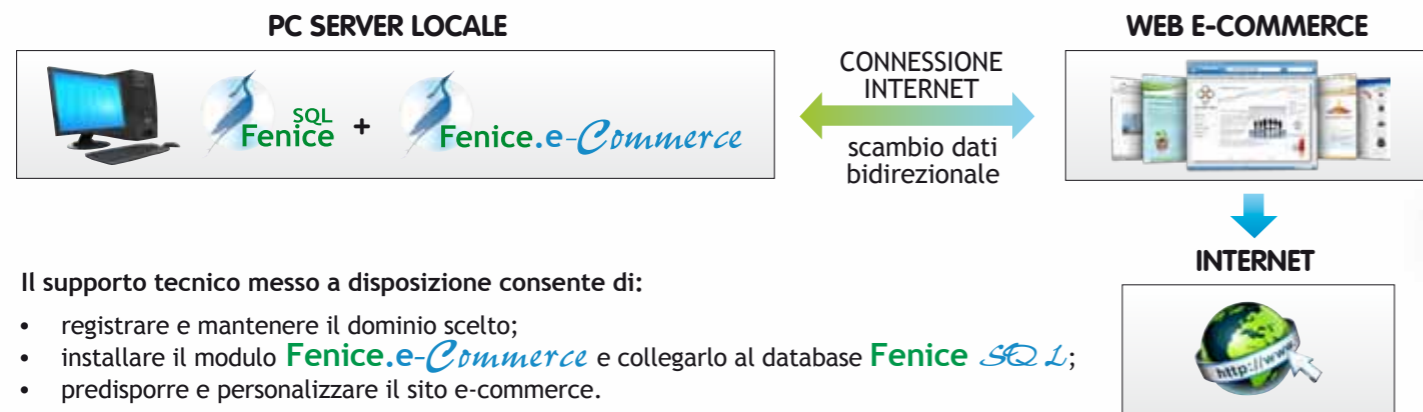 PC SERVER LOCALE
WEB E-COMMERCE
Fenice SQL + Fenice.e-Commerce
CONNESSIONE
INTERNET
scambio dati
bidirezionale
INTERNET
http://www
Il supporto tecnico messo a disposizione consente di:
• registrare e mantenere il dominio scelto;
• installare il modulo Fenice.e-Commerce e collegarlo al database Fenice SQL;
• predisporre e personalizzare il sito e-commerce.